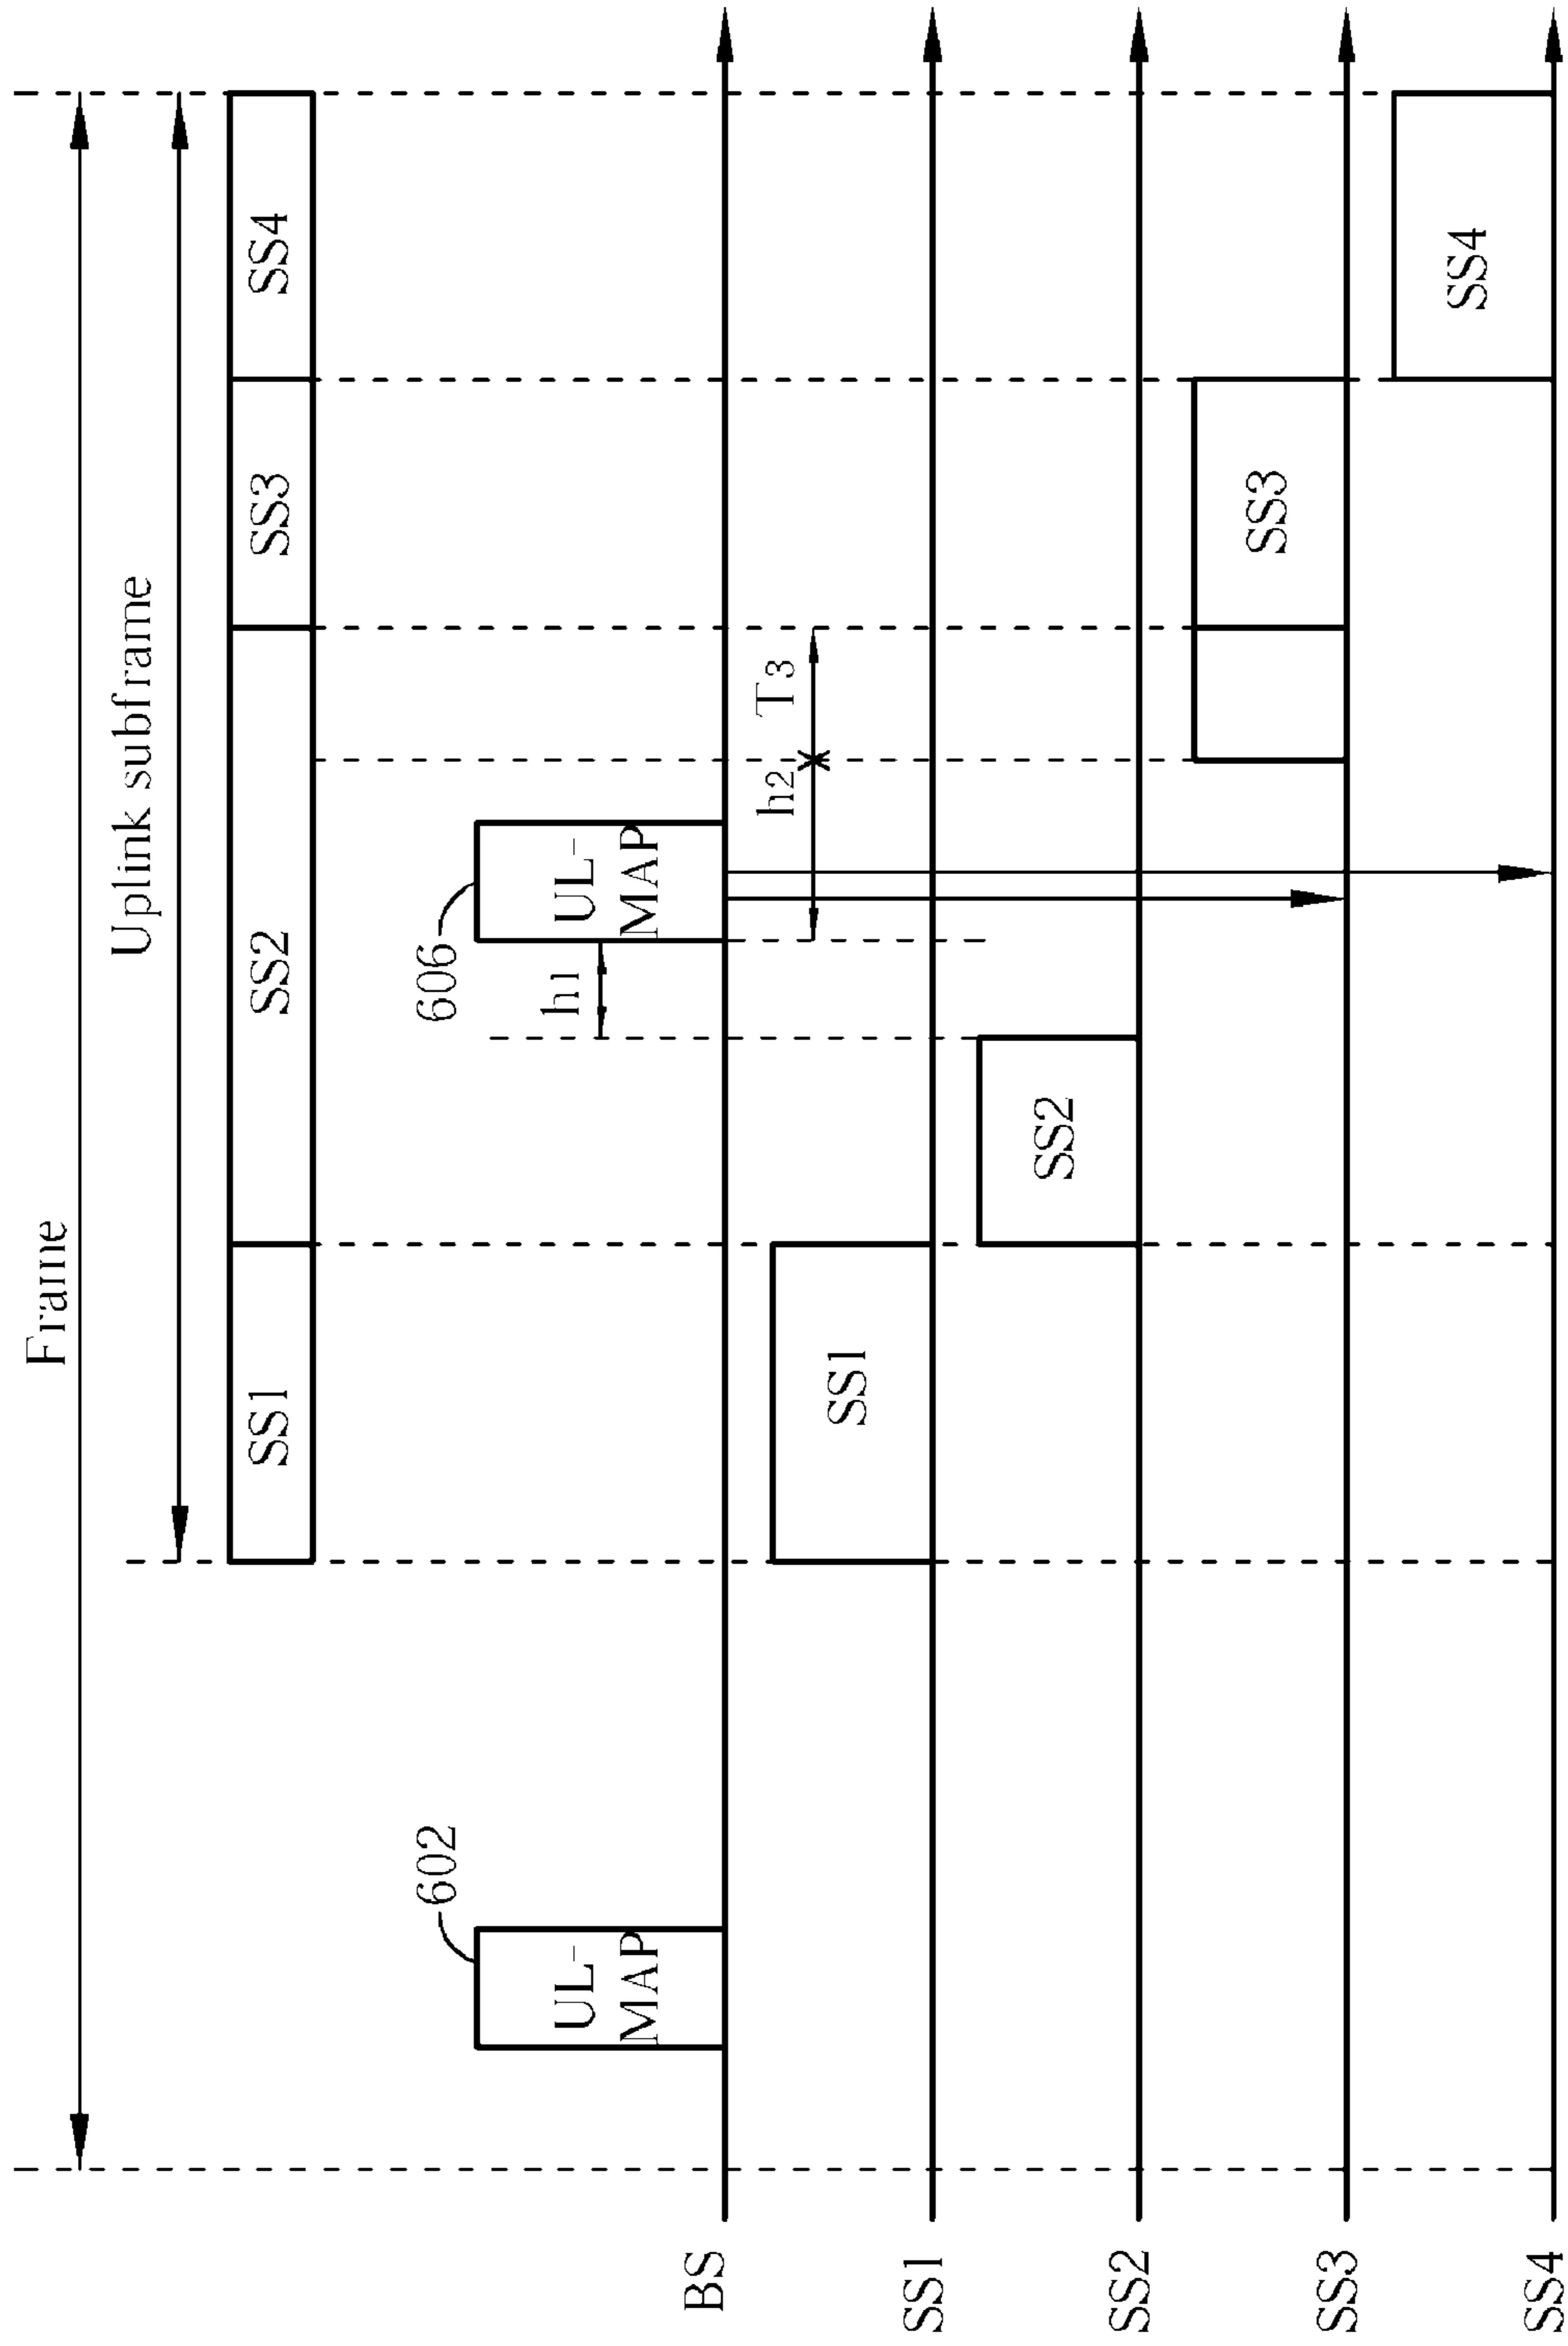 Frame
Uplink subframe
SS1 SS2 SS3 SS4
602 606
UL-
MAP
h1
UL-
MAP
BS
h2 T3
SS1
SS1
SS2
SS2
SS3
SS3
SS4
SS4